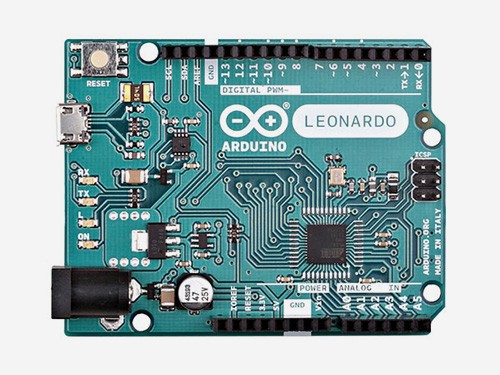 RESET
SCL
SDA
AREF
GND
~13
12
~11
~10
~9
8
7
~6
~5
4
~3
2
TX→1
RX←0
DIGITAL PWM~
LEONARDO
ARDUINO
ICSP
RX
TX
L
ON
ARDUINO.ORG
MADE IN ITALY
47
25V
IOREF
RESET
3.3V
5V
GND
VIN
POWER
ANALOG IN
A0
A1
A2
A3
A4
A5